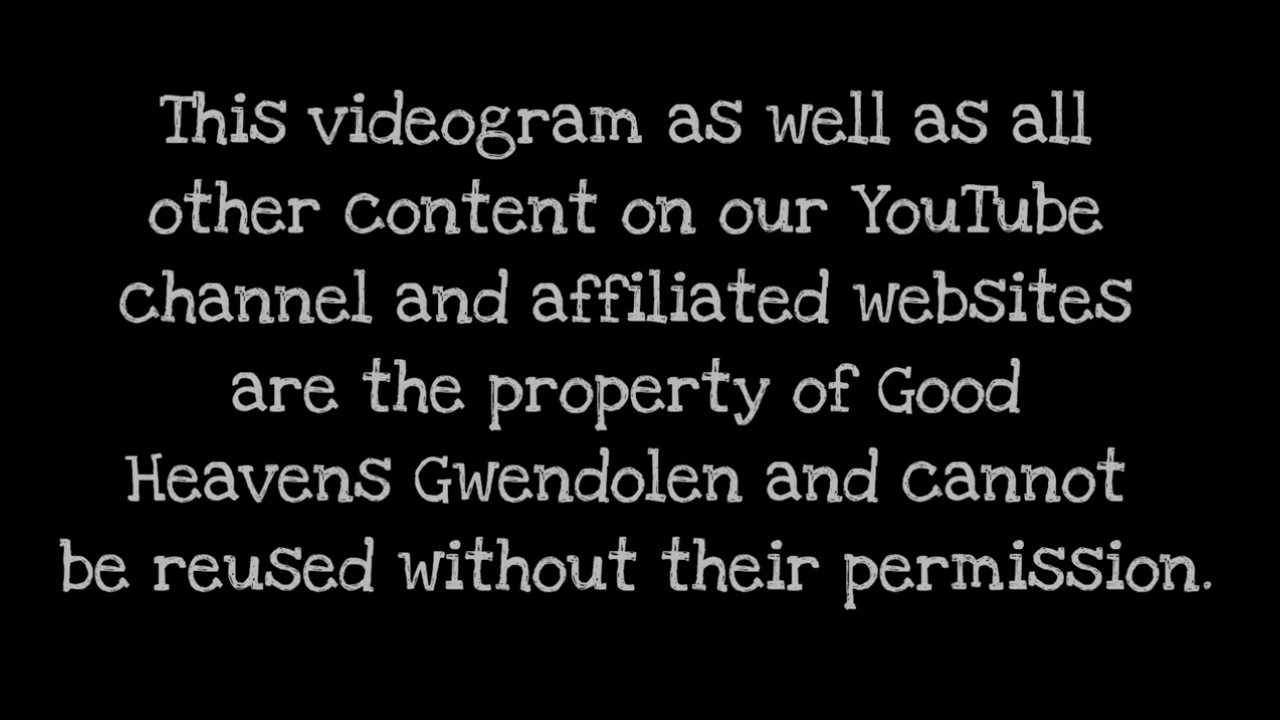 This videogram as well as all
other content on our YouTube
channel and affiliated websites
are the property of Good
Heavens Gwendolen and cannot
be reused without their permission.